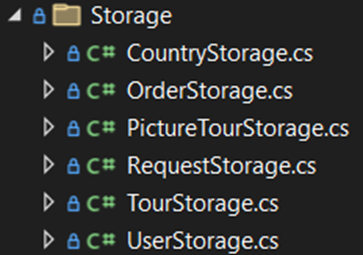 Storage
C# CountryStorage.cs
C# OrderStorage.cs
C# PictureTourStorage.cs
C# RequestStorage.cs
C# TourStorage.cs
C# UserStorage.cs